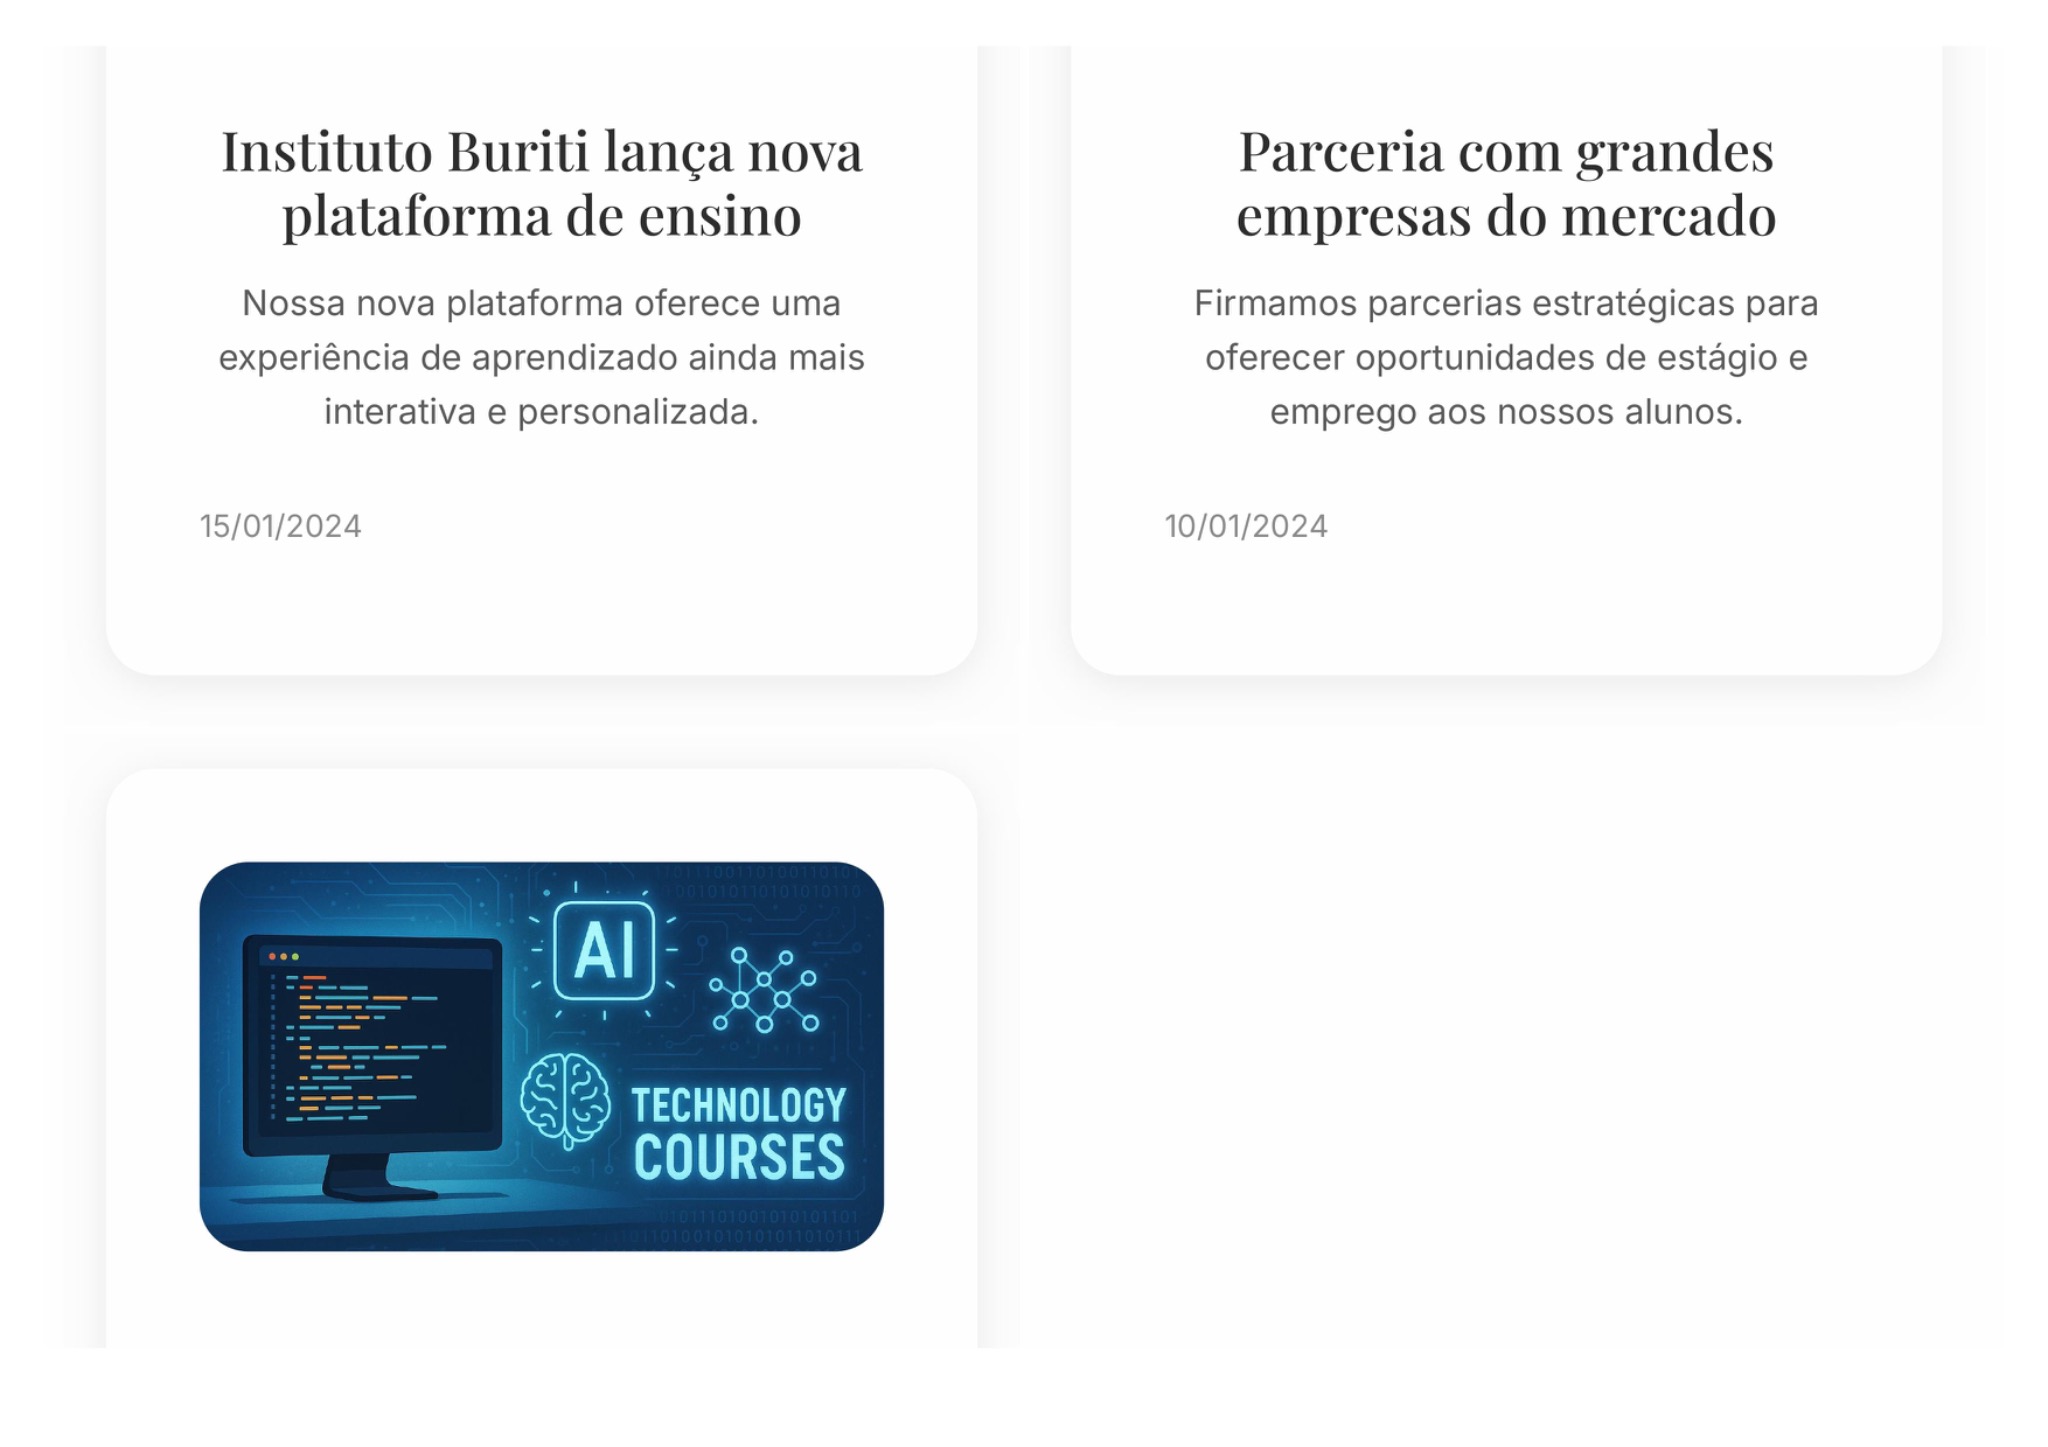 Instituto Buriti lança nova
plataforma de ensino
Nossa nova plataforma oferece uma
experiência de aprendizado ainda mais
interativa e personalizada.
15/01/2024
Parceria com grandes
empresas do mercado
Firmamos parcerias estratégicas para
oferecer oportunidades de estágio e
emprego aos nossos alunos.
10/01/2024
AI
TECHNOLOGY
COURSES